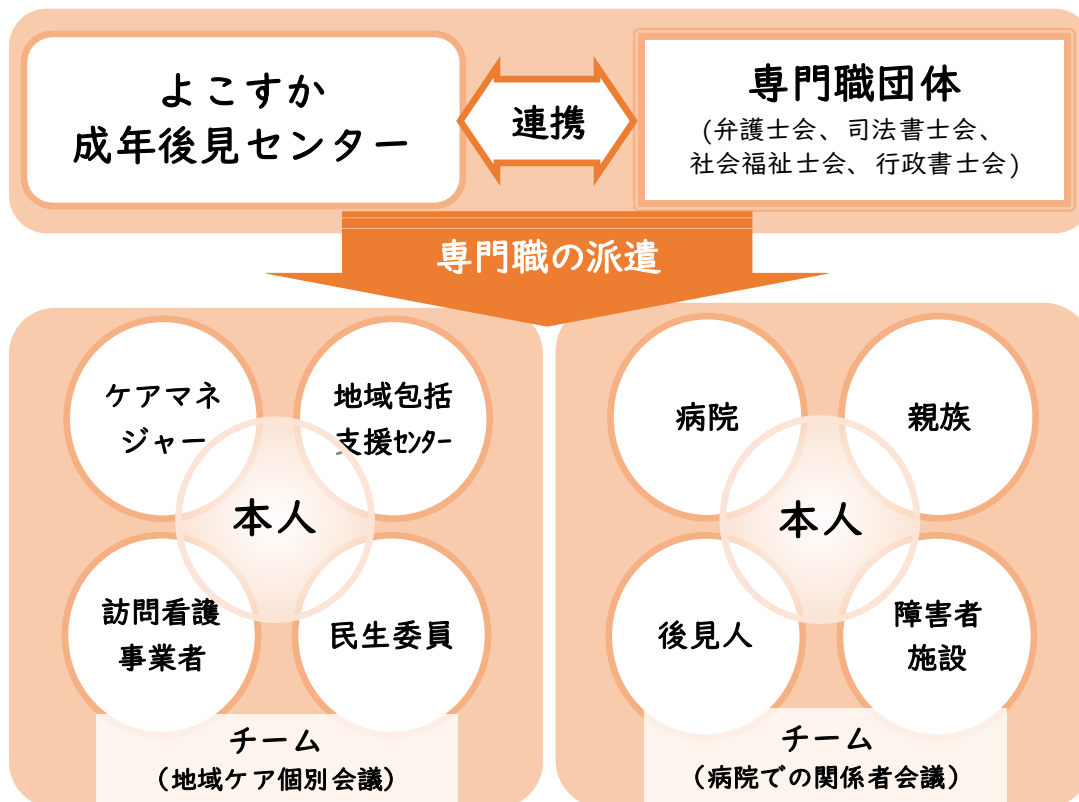 よこすか
成年後見センター
連携
専門職団体
(弁護士会、司法書士会、
社会福祉士会、行政書士会)
専門職の派遣
ケアマネ
ジャー
地域包括
支援ｾﾝﾀｰ
本人
訪問看護
事業者
民生委員
チーム
（地域ケア個別会議）
病院
親族
本人
後見人
障害者
施設
チーム
（病院での関係者会議）